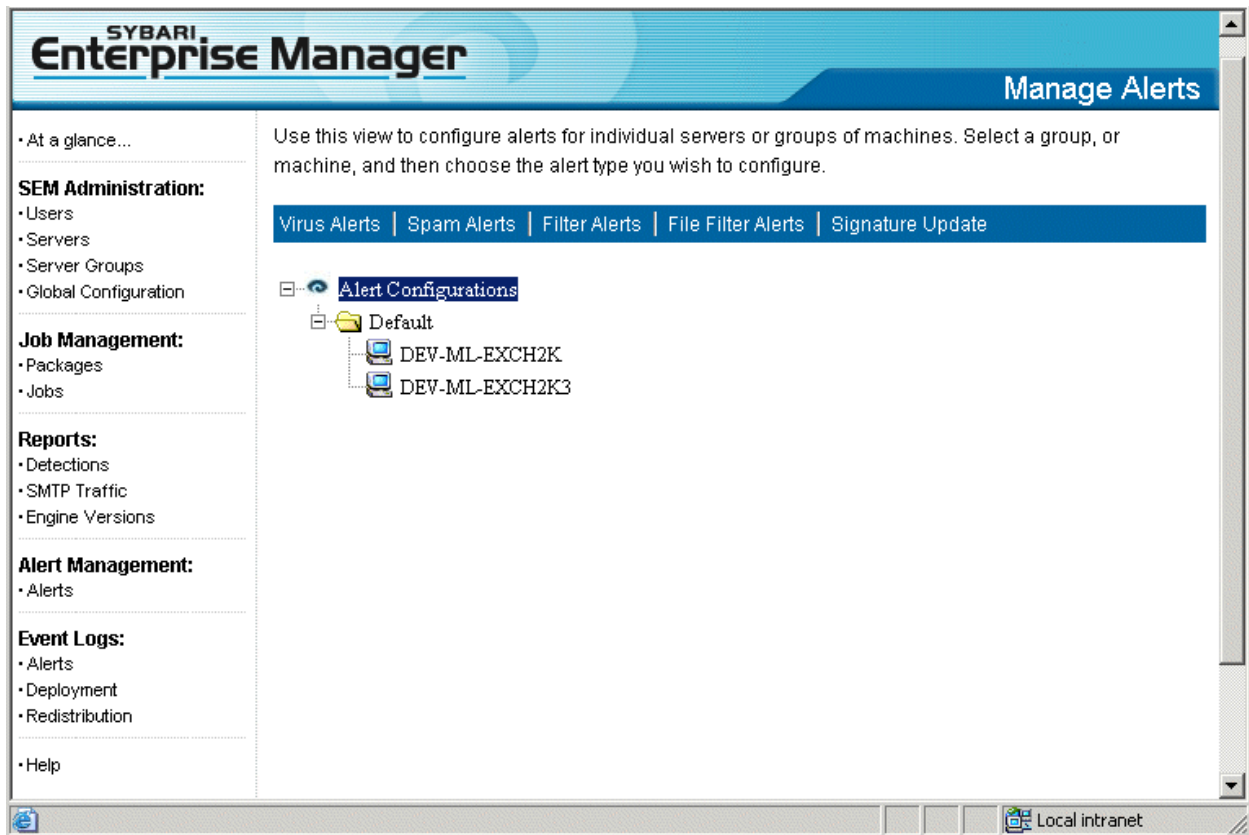 SYBARI
Enterprise Manager
Manage Alerts
• At a glance...
SEM Administration:
• Users
• Servers
• Server Groups
• Global Configuration
Job Management:
• Packages
• Jobs
Reports:
• Detections
• SMTP Traffic
• Engine Versions
Alert Management:
• Alerts
Event Logs:
• Alerts
• Deployment
• Redistribution
• Help
Use this view to configure alerts for individual servers or groups of machines. Select a group, or
machine, and then choose the alert type you wish to configure.
Virus Alerts | Spam Alerts | Filter Alerts | File Filter Alerts | Signature Update
Alert Configurations
Default
DEV-ML-EXCH2K
DEV-ML-EXCH2K3
Local intranet